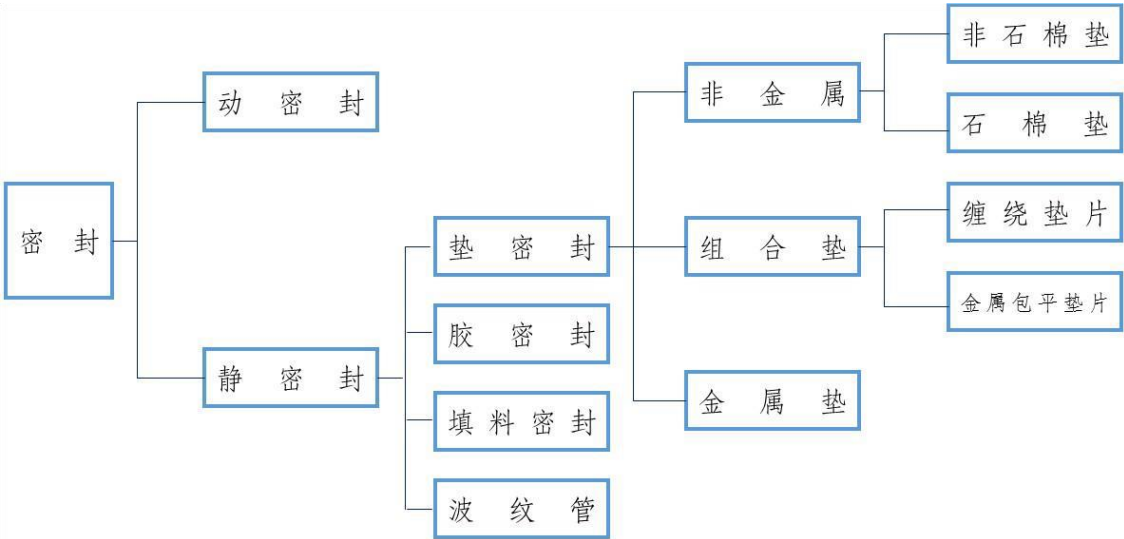 密封
动密封
静密封
垫密封
胶密封
填料密封
波纹管
非金属
组合垫
金属垫
非石棉垫
石棉垫
缠绕垫片
金属包平垫片